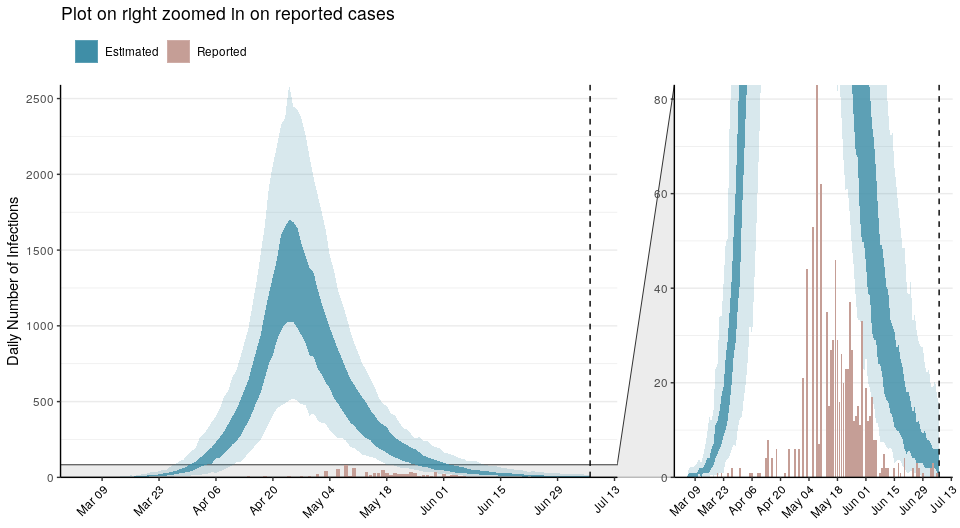 Plot on right zoomed in on reported cases
Estimated Reported
Daily Number of Infections
2500
2000
1500
1000
500
0
Mar 09 Mar 23 Apr 06 Apr 20 May 04 May 18 Jun 01 Jun 15 Jun 29 Jul 13
80
60
40
20
0
Mar 09 Mar 23 Apr 06 Apr 20 May 04 May 18 Jun 01 Jun 15 Jun 29 Jul 13